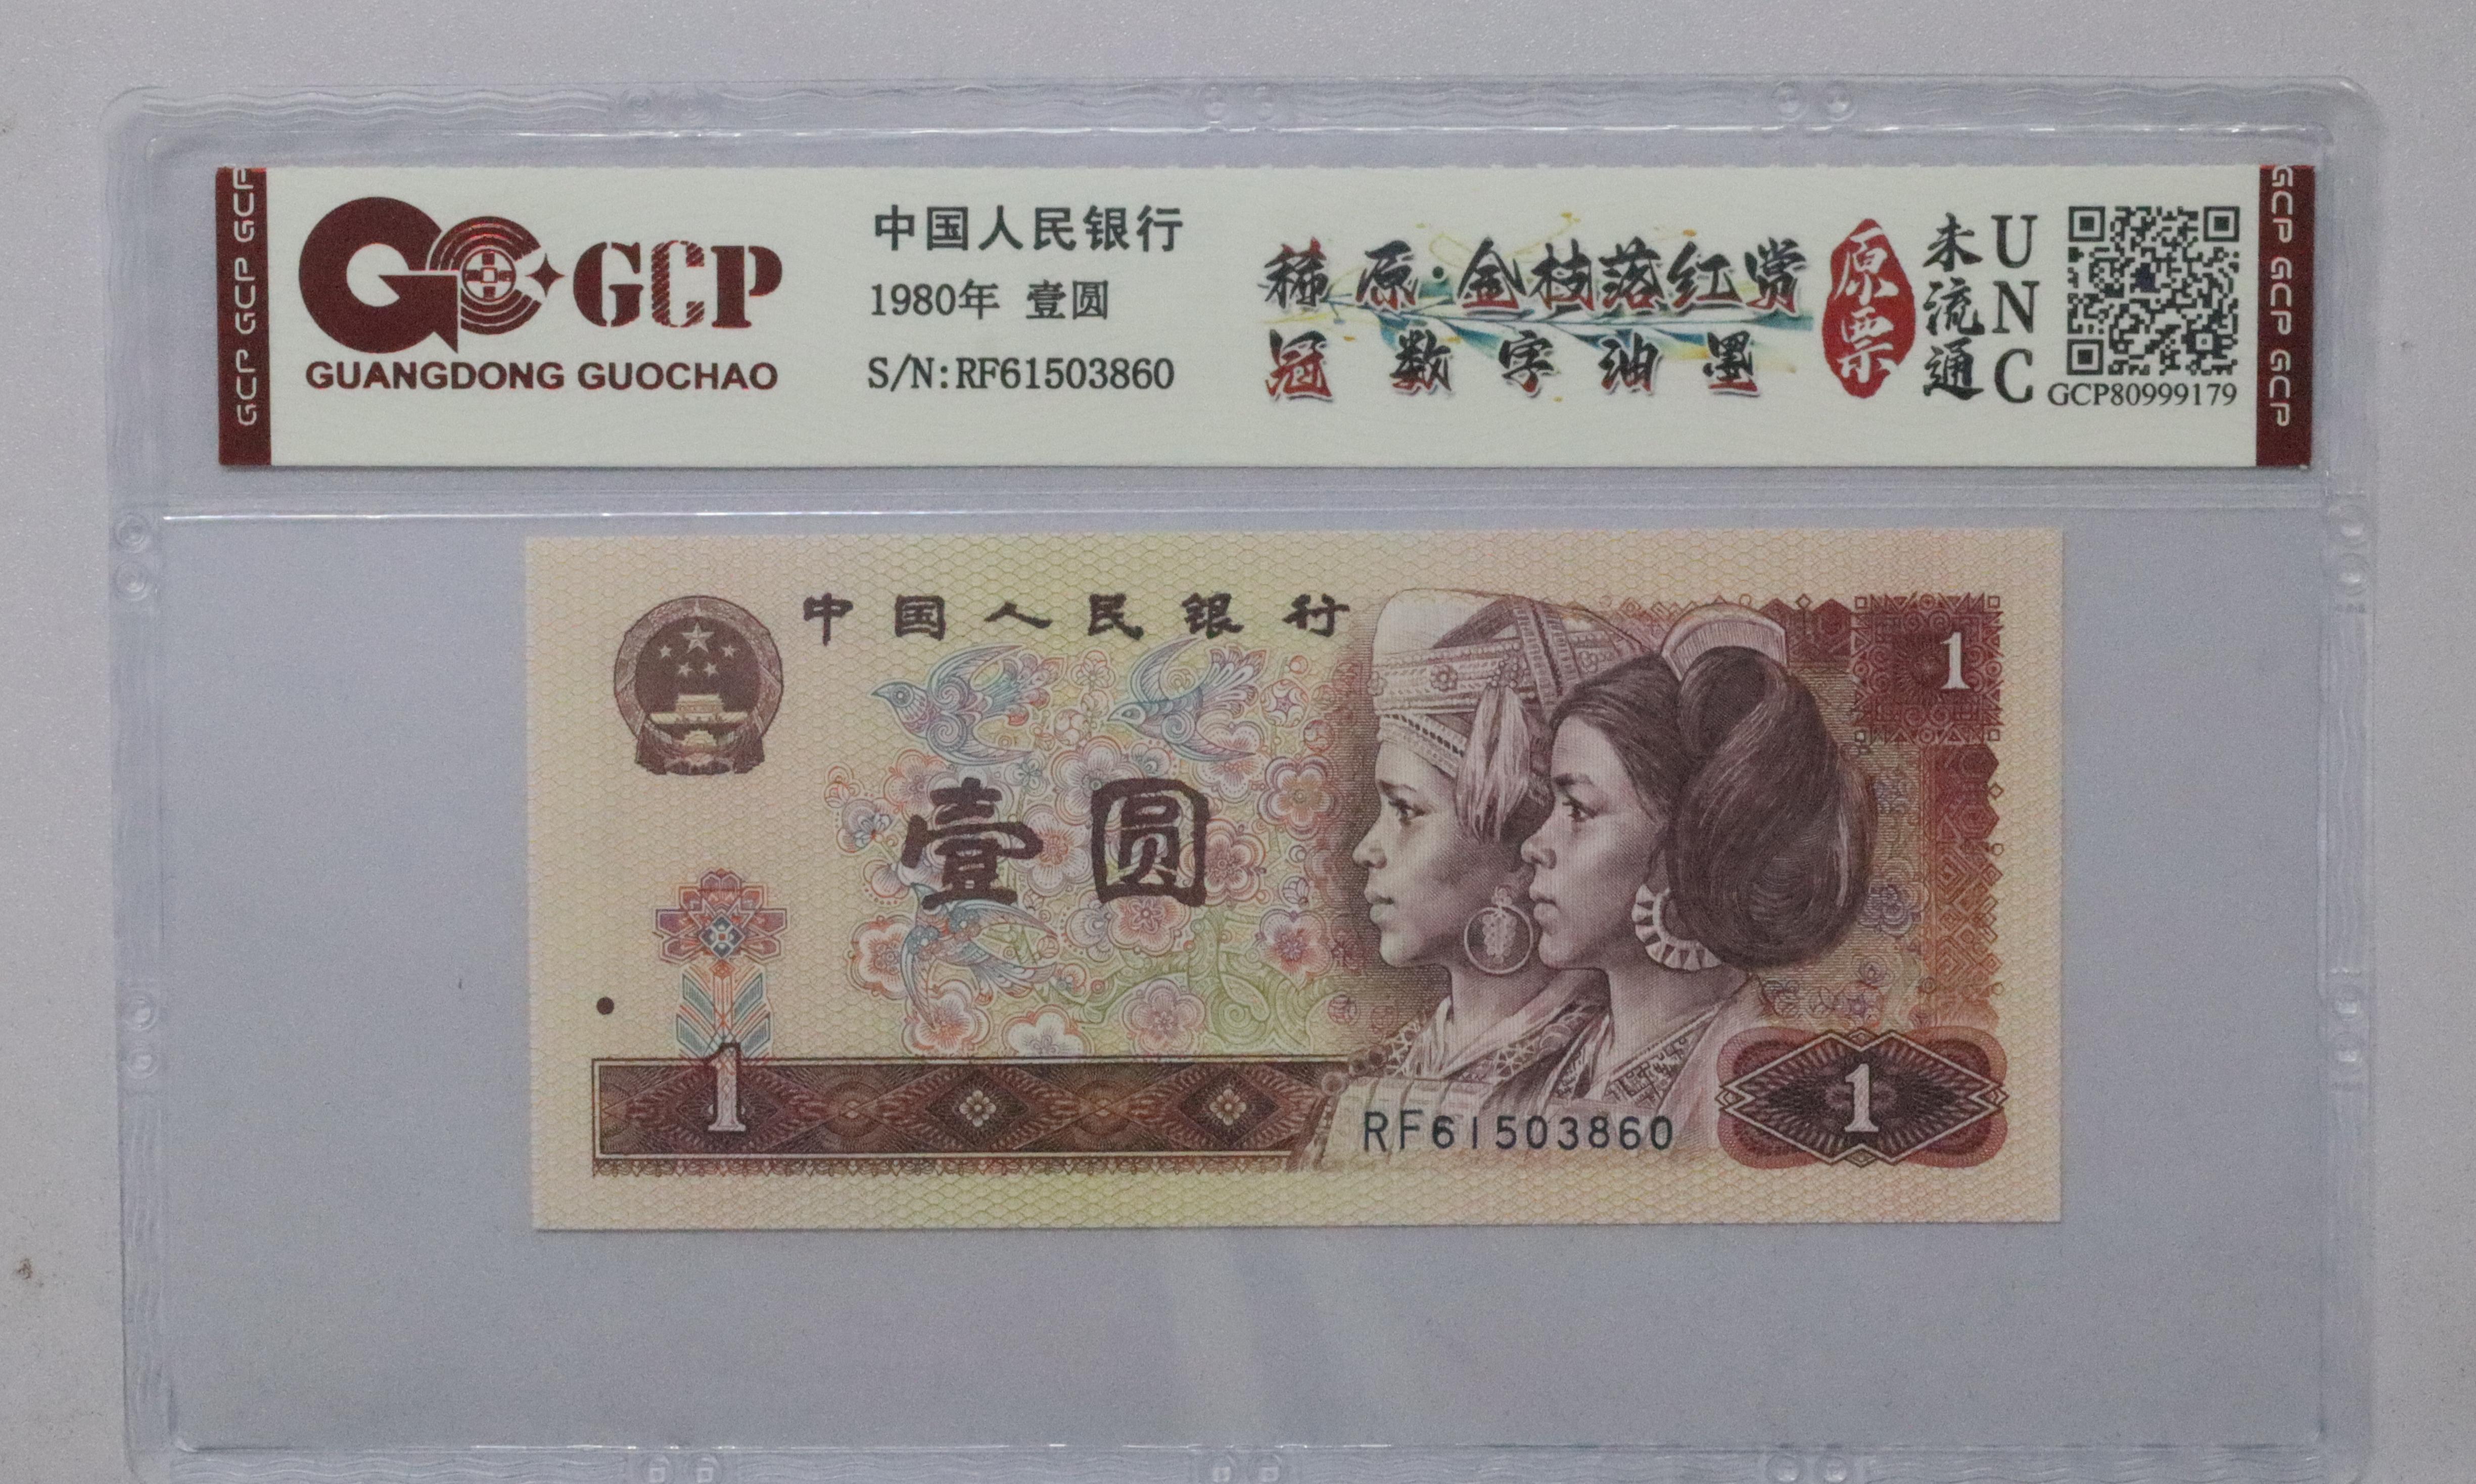 GCP GCP GCP
GCP
GUANGDONG GUOCHAO
中国人民银行
1980年 壹圆
S/N:RF61503860
稀原·金枝落红赏
冠数字油墨
原票
未流通
UNC
GCP80999179
GCP GCP GCP
中国人民银行
1
壹圆
1
1
RF61503860